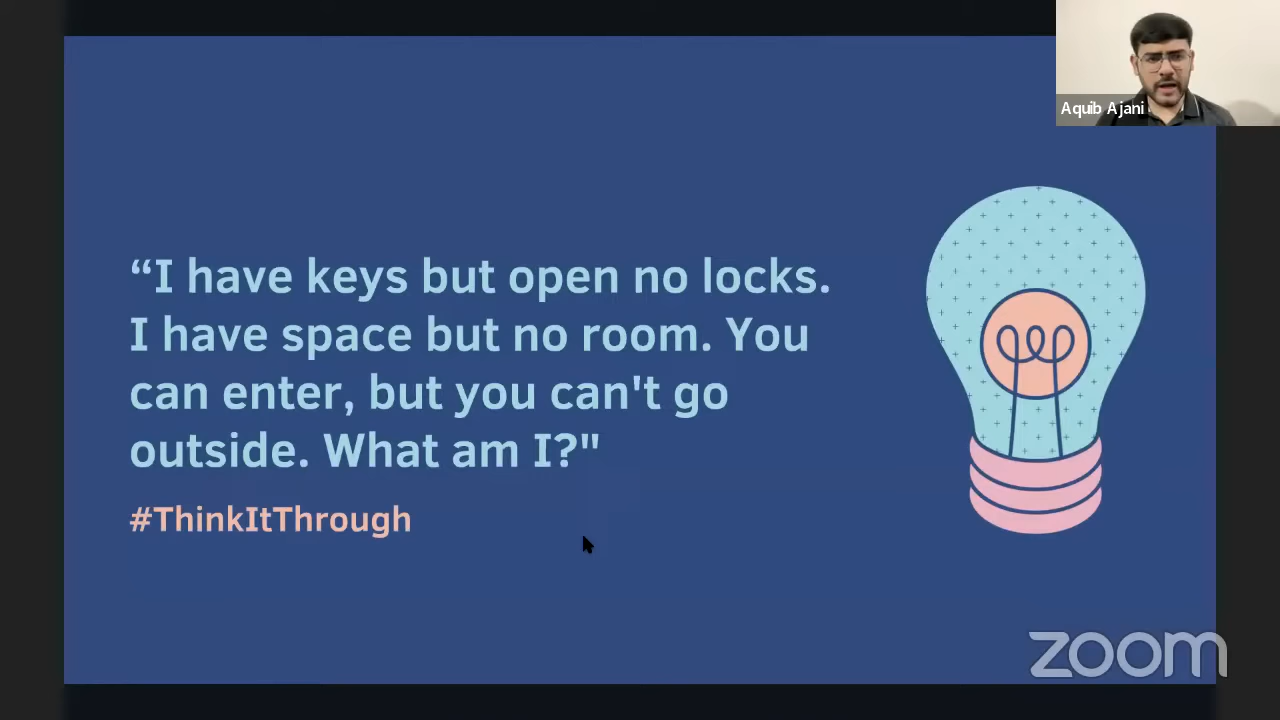 Aquib Ajani
“I have keys but open no locks.
I have space but no room. You
can enter, but you can't go
outside. What am I?"
#ThinkItThrough
zoom